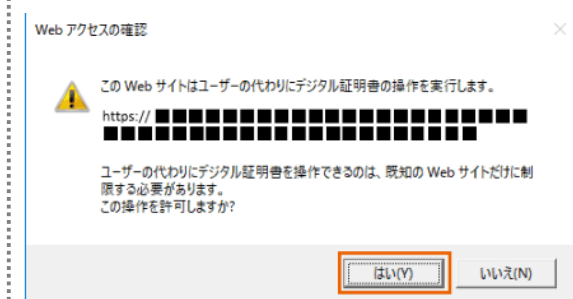 Web アクセスの確認
この Web サイトはユーザーの代わりにデジタル証明書の操作を実行します。
https://
ユーザーの代わりにデジタル証明書を操作できるのは、既知の Web サイトだけに制
限する必要があります。
この操作を許可しますか?
はい(Y)
いいえ(N)